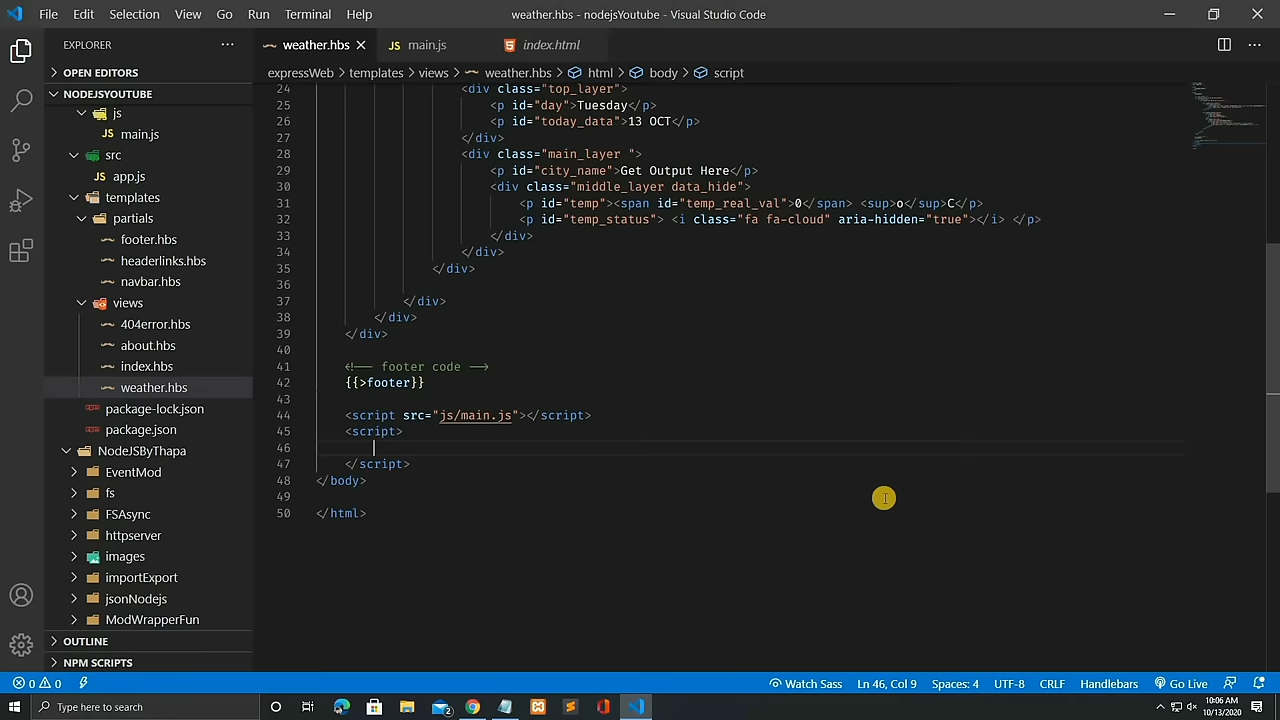 File Edit Selection View Go Run Terminal Help
weather.hbs - nodejsYoutube - Visual Studio Code
EXPLORER
weather.hbs
JS main.js
index.html
OPEN EDITORS
expressWeb > templates > views > weather.hbs > html > body > script
NODEJSYOUTUBE
js
JS main.js
src
JS app.js
templates
partials
footer.hbs
headerlinks.hbs
navbar.hbs
views
404error.hbs
about.hbs
index.hbs
weather.hbs
package-lock.json
package.json
NodeJSByThapa
EventMod
fs
FSAsync
httpserver
images
importExport
jsonNodejs
ModWrapperFun
OUTLINE
NPM SCRIPTS
24 <div class="top_layer">
25 <p id="day">Tuesday</p>
26 <p id="today_data">13 OCT</p>
27 </div>
28 <div class="main_layer ">
29 <p id="city_name">Get Output Here</p>
30 <div class="middle_layer data_hide">
31 <p id="temp"><span id="temp_real_val">0</span> <sup>o</sup>C</p>
32 <p id="temp_status"> <i class="fa fa-cloud" aria-hidden="true"></i> </p>
33 </div>
34 </div>
35 </div>
36
37 </div>
38 </div>
39 </div>
40
41 <!-- footer code -->
42 {{>footer}}
43
44 <script src="js/main.js"></script>
45 <script>
46
47 </script>
48 </body>
49
50 </html>
0 0
Watch Sass Ln 46, Col 9 Spaces: 4 UTF-8 CRLF Handlebars Go Live
Type here to search
2
10:06 AM
10/13/2020